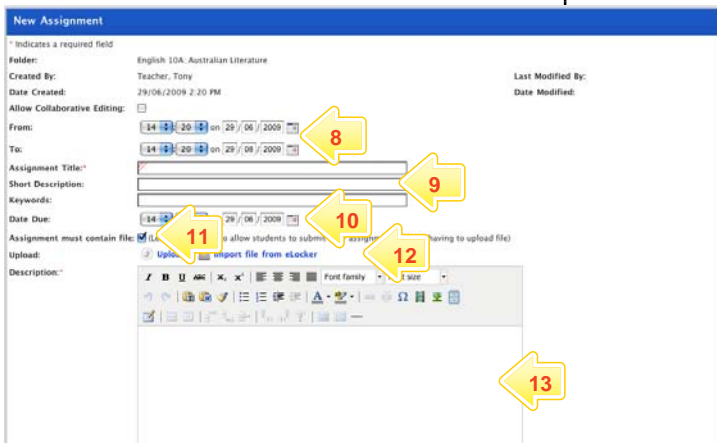 New Assignment
* Indicates a required field
Folder: English 10A: Australian Literature
Created By: Teacher, Tony Last Modified By:
Date Created: 29/06/2009 2:20 PM Date Modified:
Allow Collaborative Editing:
From: 14 : 20 on 29 / 06 / 2009
8
To: 14 : 20 on 29 / 08 / 2009
Assignment Title:*
Short Description:
9
Keywords:
Date Due: 14 29 / 06 / 2009
10
Assignment must contain file: to allow students to submit assign having to upload file)
11
Upload: Import file from eLocker
12
Description:*
I B U ABC x, x' Font family size
A Ω
13